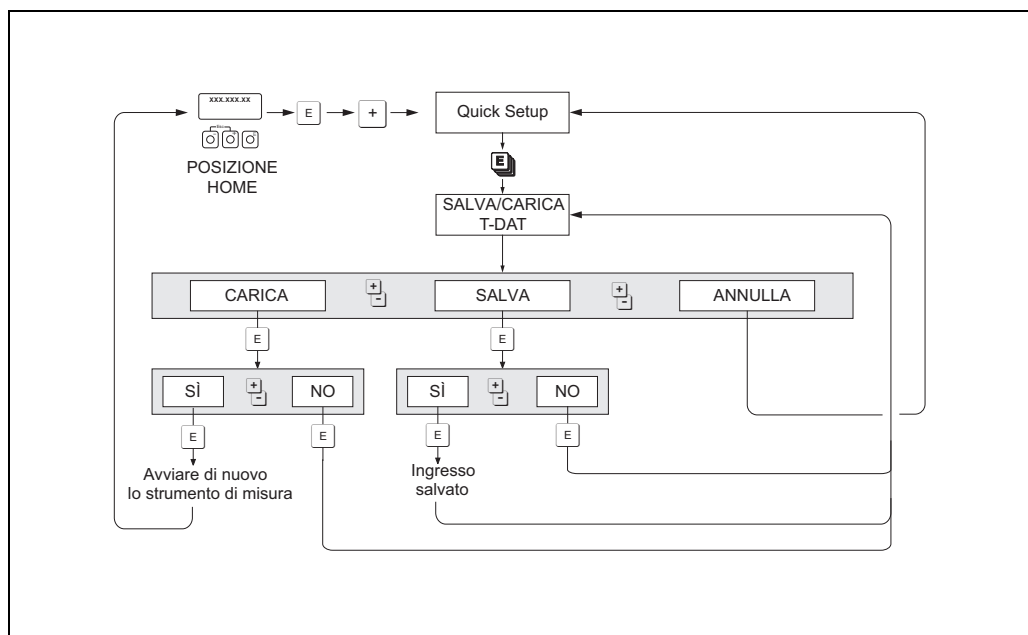 xxx.xxx.xx
Esc
E
+
Quick Setup
POSIZIONE
HOME
E
SALVA/CARICA
T-DAT
CARICA
+
-
SALVA
+
-
ANNULLA
E
E
SÌ
+
-
NO
SÌ
+
-
NO
E
E
E
E
Avviare di nuovo
lo strumento di misura
Ingresso
salvato